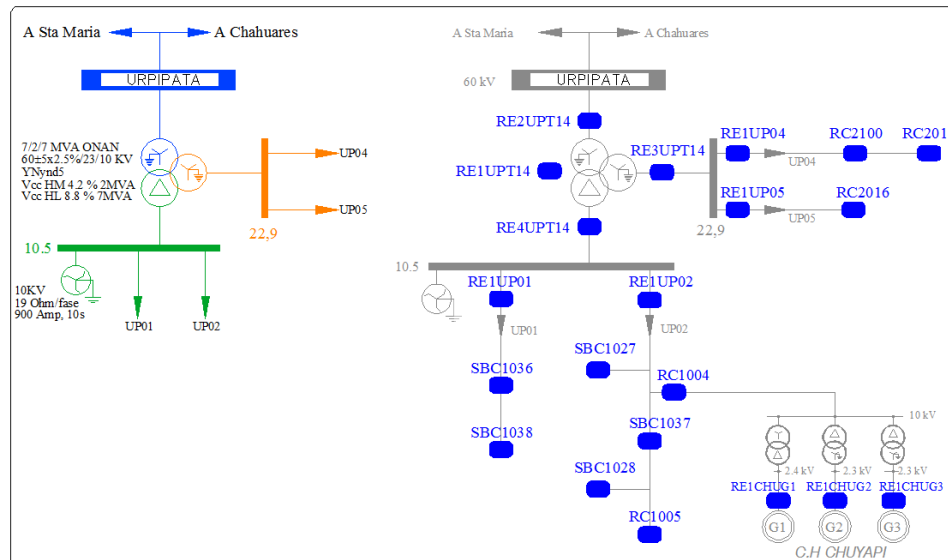 A Sta Maria
A Chahuares
URPIPATA
7/2/7 MVA ONAN
60±5x2.5%/23/10 KV
YNynd5
Vcc HM 4.2 % 2MVA
Vcc HL 8.8 % 7MVA
UP04
UP05
22,9
10.5
10KV
19 Ohm/fase
900 Amp, 10s
UP01
UP02
A Sta Maria
A Chahuares
60 kV
URPIPATA
RE2UPT14
RE1UPT14
RE3UPT14
RE4UPT14
RE1UP04
RC2100
RC201
UP04
RE1UP05
RC2016
UP05
22,9
10.5
RE1UP01
RE1UP02
UP01
UP02
SBC1036
SBC1038
SBC1027
RC1004
SBC1037
SBC1028
RC1005
10 kV
2.4 kV
2.3 kV
2.3 kV
RE1CHUG1
RE1CHUG2
RE1CHUG3
G1
G2
G3
C.H CHUYAPI